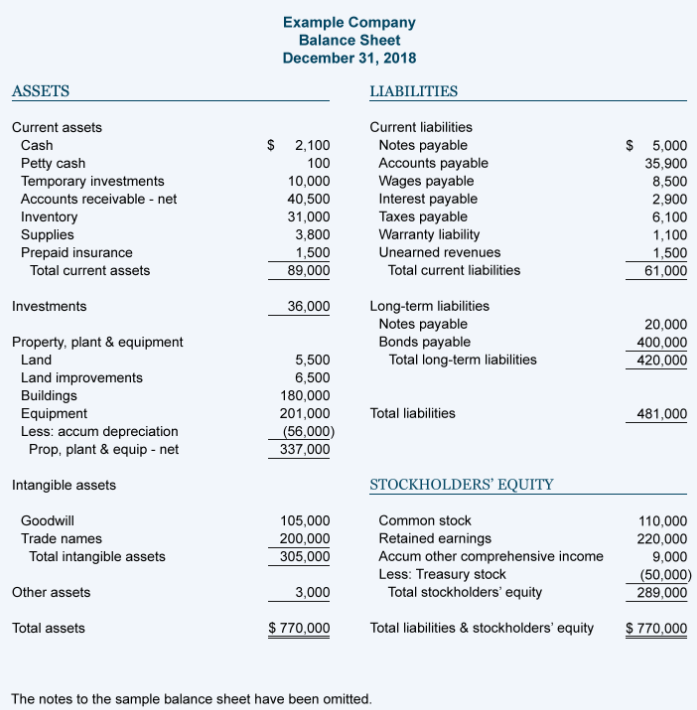 Example Company
Balance Sheet
December 31, 2018
ASSETS
Current assets
Cash $ 2,100
Petty cash 100
Temporary investments 10,000
Accounts receivable - net 40,500
Inventory 31,000
Supplies 3,800
Prepaid insurance 1,500
Total current assets 89,000
Investments 36,000
Property, plant & equipment
Land 5,500
Land improvements 6,500
Buildings 180,000
Equipment 201,000
Less: accum depreciation (56,000)
Prop, plant & equip - net 337,000
Intangible assets
Goodwill 105,000
Trade names 200,000
Total intangible assets 305,000
Other assets 3,000
Total assets $ 770,000
LIABILITIES
Current liabilities
Notes payable $ 5,000
Accounts payable 35,900
Wages payable 8,500
Interest payable 2,900
Taxes payable 6,100
Warranty liability 1,100
Unearned revenues 1,500
Total current liabilities 61,000
Long-term liabilities
Notes payable 20,000
Bonds payable 400,000
Total long-term liabilities 420,000
Total liabilities 481,000
STOCKHOLDERS’ EQUITY
Common stock 110,000
Retained earnings 220,000
Accum other comprehensive income 9,000
Less: Treasury stock (50,000)
Total stockholders’ equity 289,000
Total liabilities & stockholders’ equity $ 770,000
The notes to the sample balance sheet have been omitted.